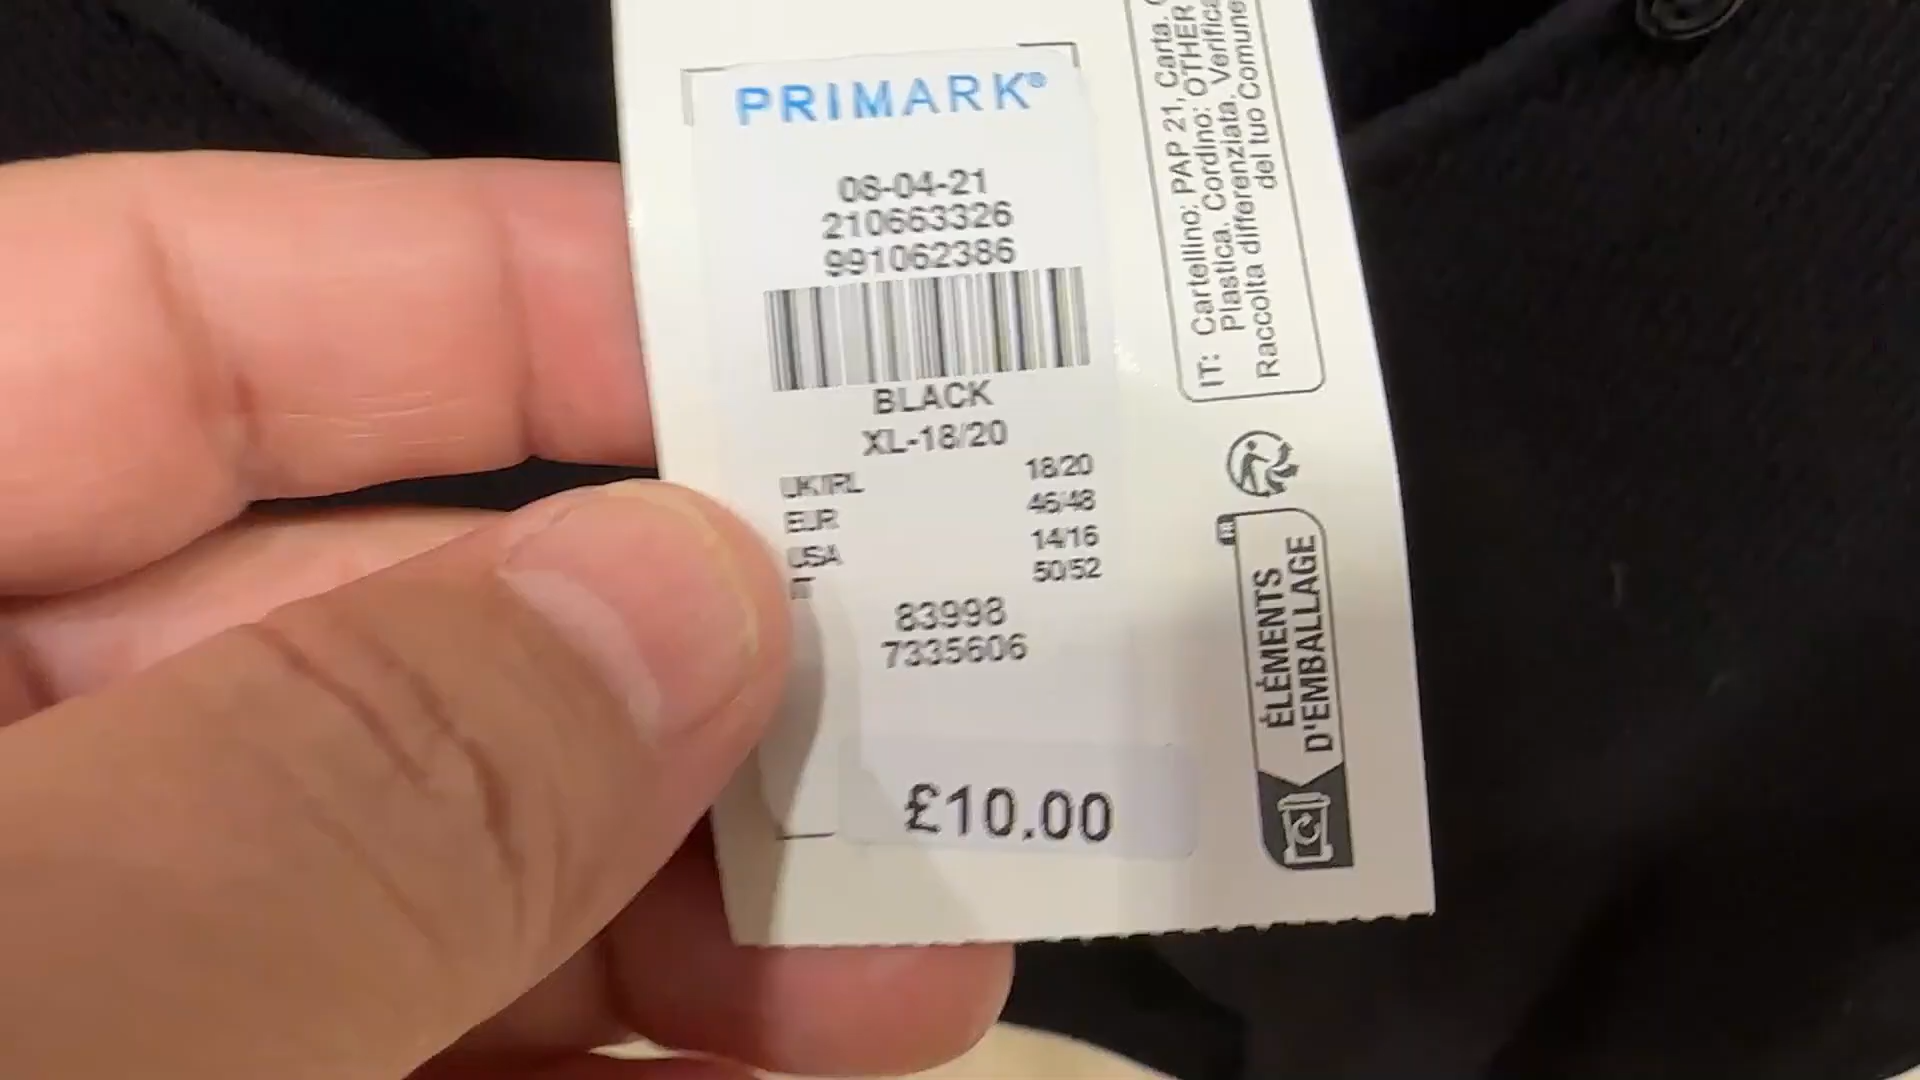 PRIMARK®
08-04-21
210663326
991062386
BLACK
XL-18/20
UK/IRL 18/20
EUR 46/48
USA 14/16
IT 50/52
83998
7335606
£10.00
IT: Cartellino: PAP 21, Carta.
Plastica. Cordino: OTHER
Raccolta differenziata. Verifica
del tuo Comune
FR
ÉLÉMENTS
D'EMBALLAGE